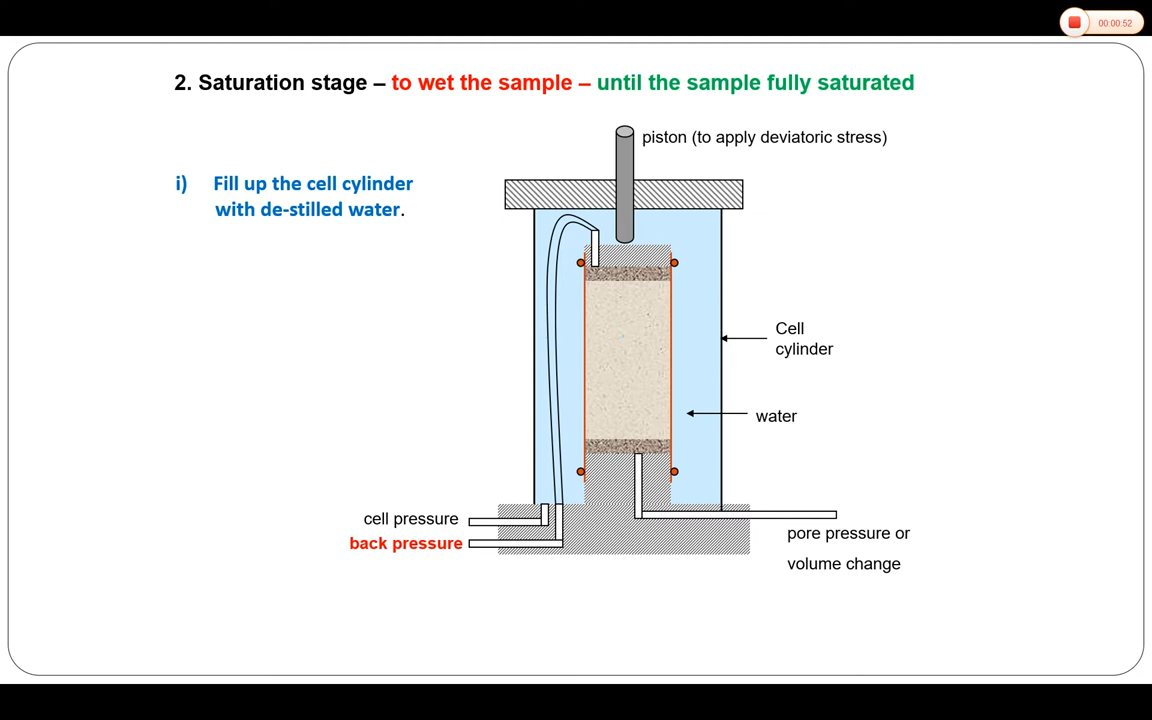 00:00:52
2. Saturation stage – to wet the sample – until the sample fully saturated
piston (to apply deviatoric stress)
i) Fill up the cell cylinder
with de-stilled water.
Cell
cylinder
water
cell pressure
back pressure
pore pressure or
volume change